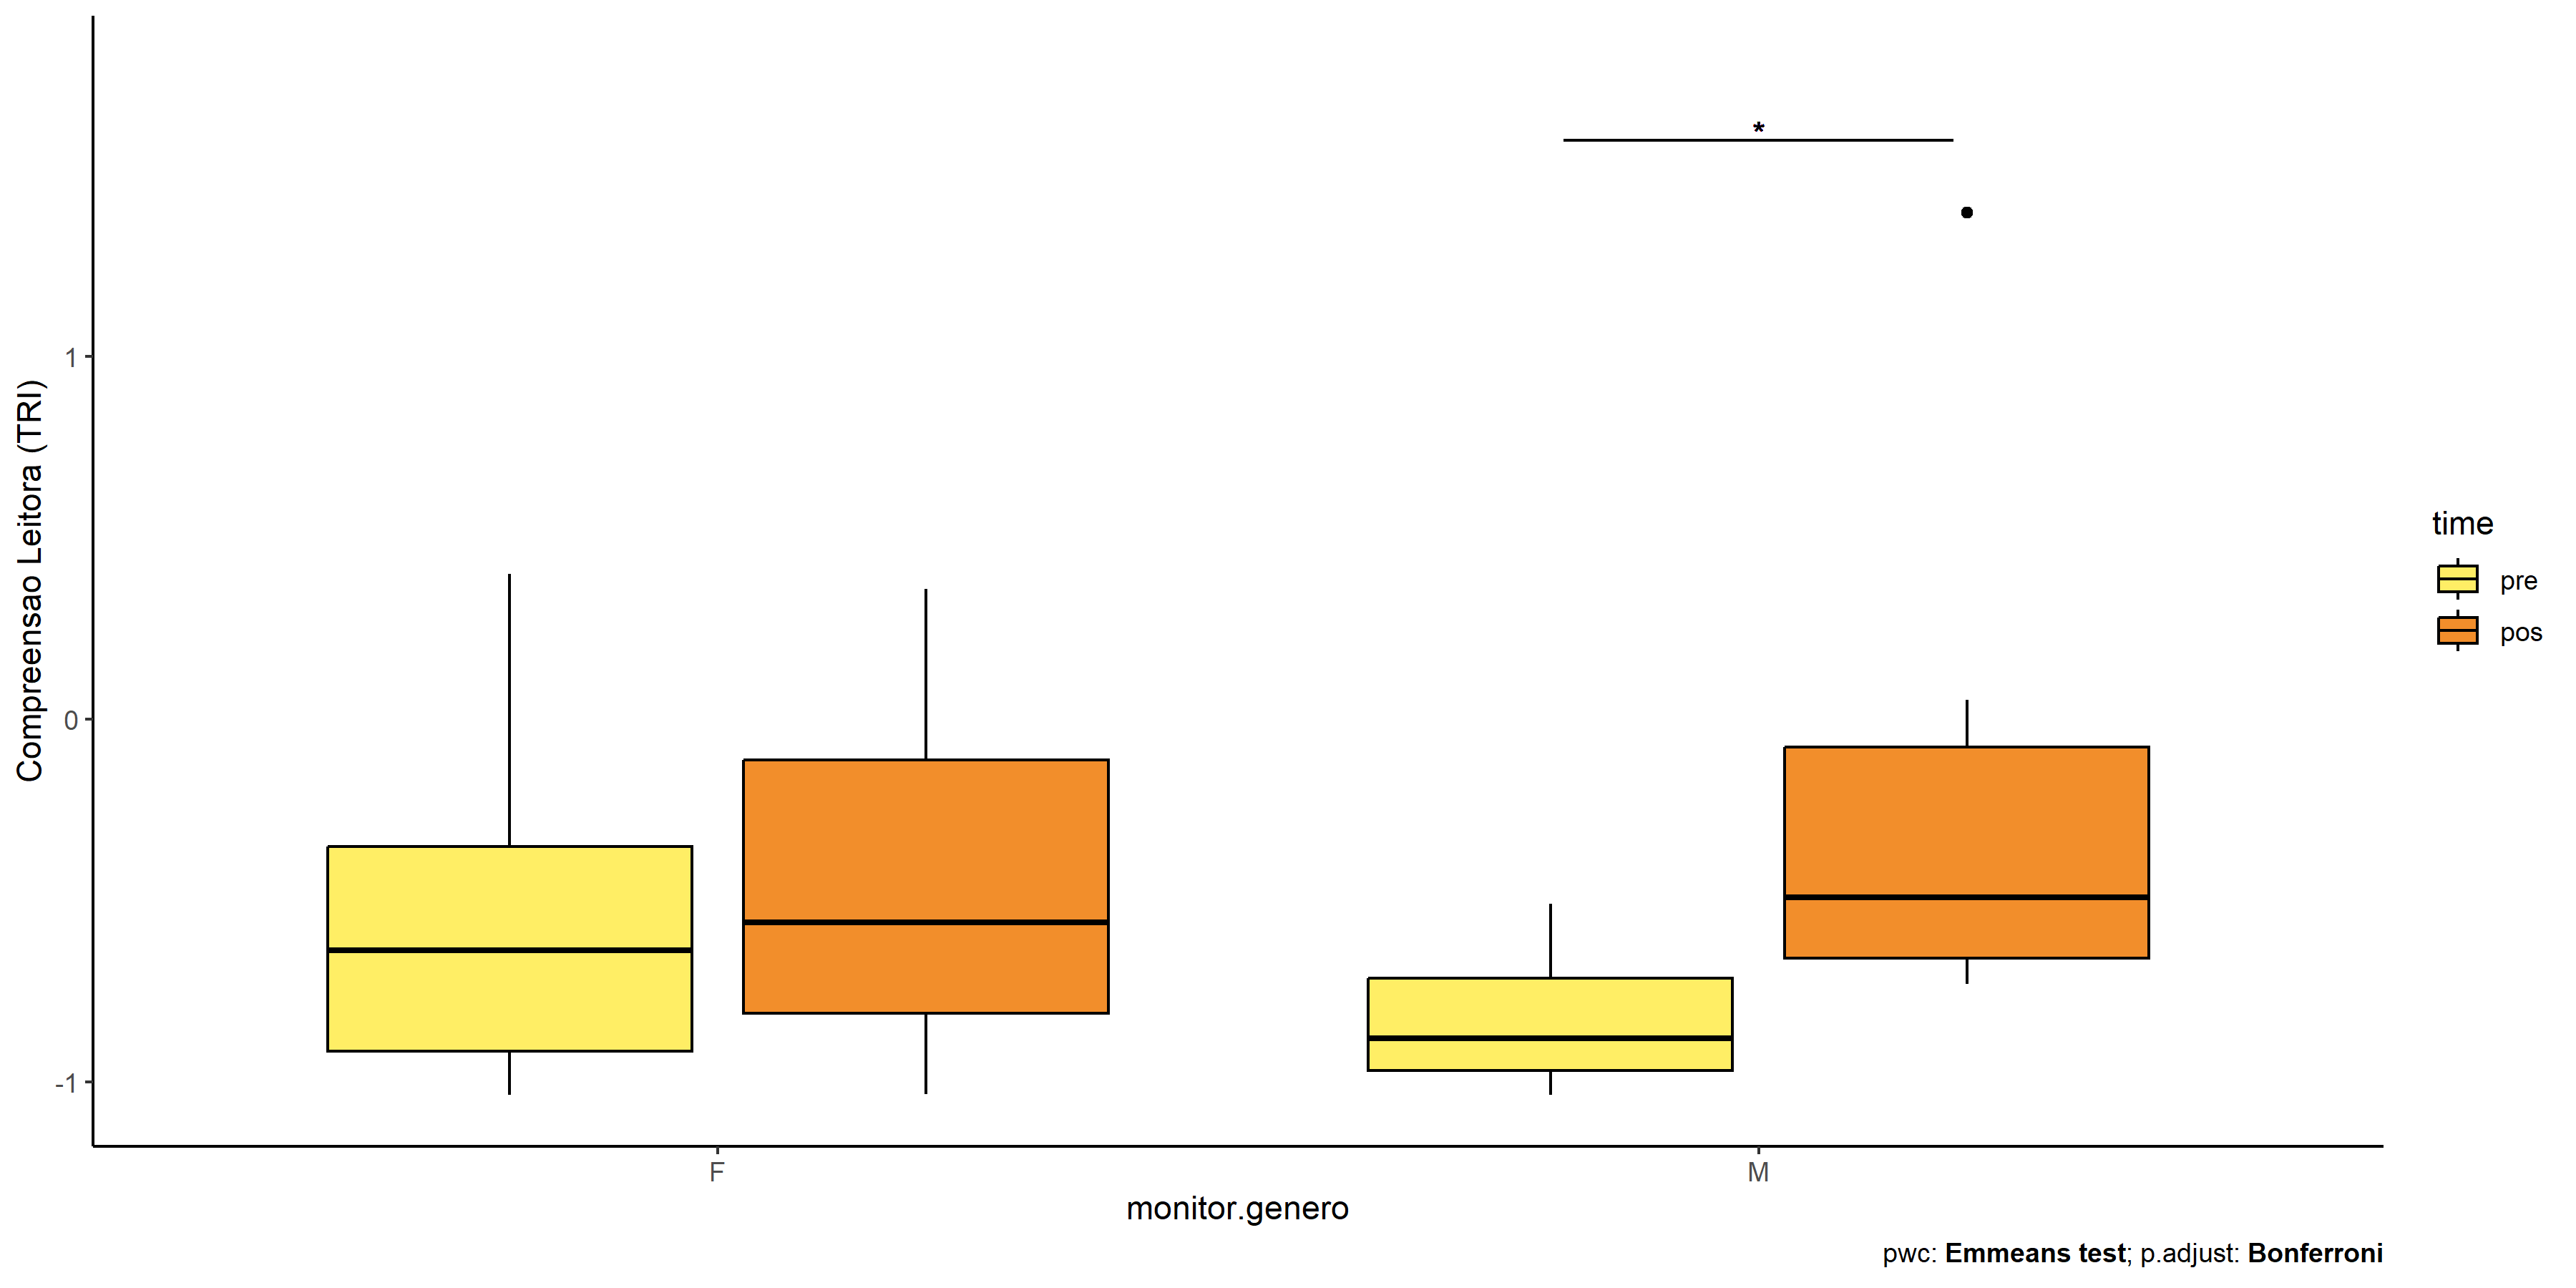 *
Compreensao Leitora (TRI)
1
0
-1
F
M
monitor.genero
time
pre
pos
pwc: Emmeans test; p.adjust: Bonferroni